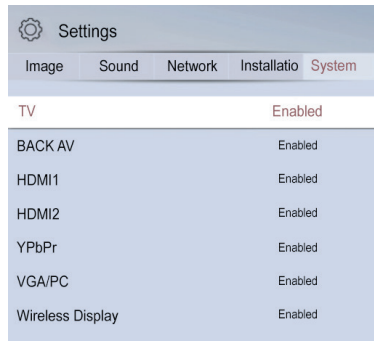 Settings
Image Sound Network Installatio System
TV Enabled
BACK AV Enabled
HDMI1 Enabled
HDMI2 Enabled
YPbPr Enabled
VGA/PC Enabled
Wireless Display Enabled